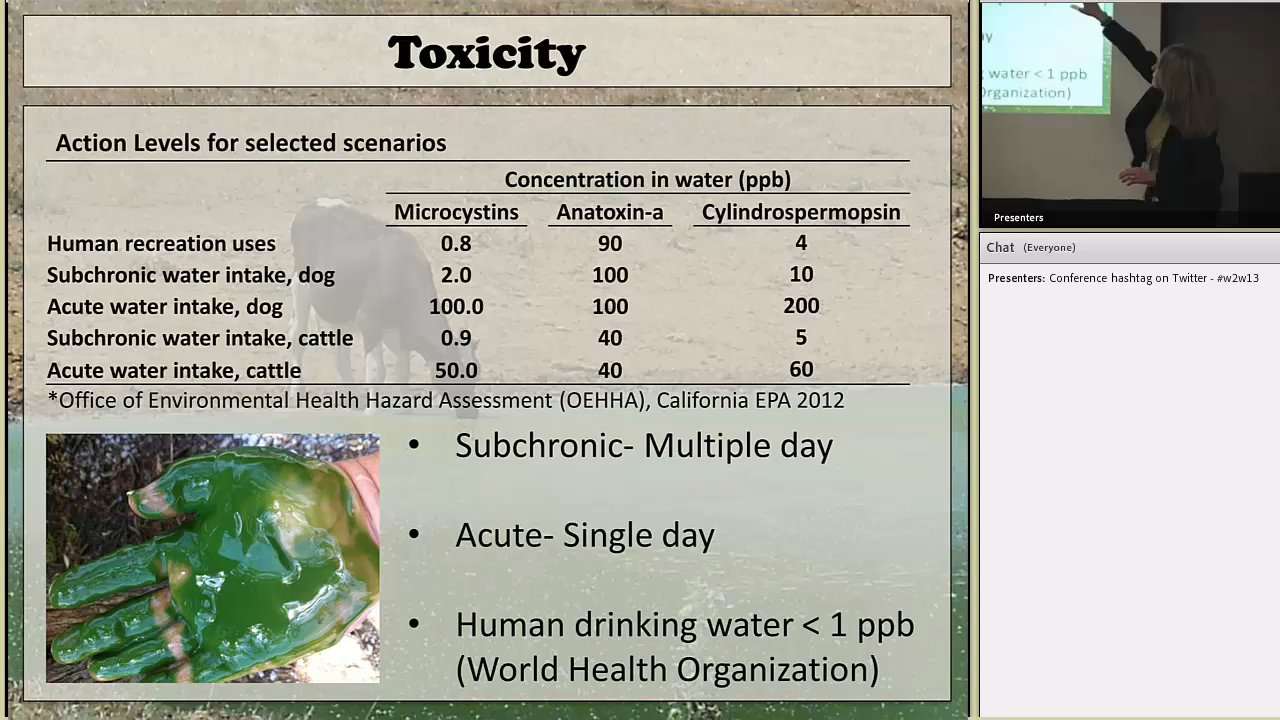 Toxicity
Action Levels for selected scenarios
Concentration in water (ppb)
Microcystins Anatoxin-a Cylindrospermopsin
Human recreation uses 0.8 90 4
Subchronic water intake, dog 2.0 100 10
Acute water intake, dog 100.0 100 200
Subchronic water intake, cattle 0.9 40 5
Acute water intake, cattle 50.0 40 60
*Office of Environmental Health Hazard Assessment (OEHHA), California EPA 2012
• Subchronic- Multiple day
• Acute- Single day
• Human drinking water < 1 ppb
(World Health Organization)
water < 1 ppb
Organization)
Presenters
Chat (Everyone)
Presenters: Conference hashtag on Twitter - #w2w13